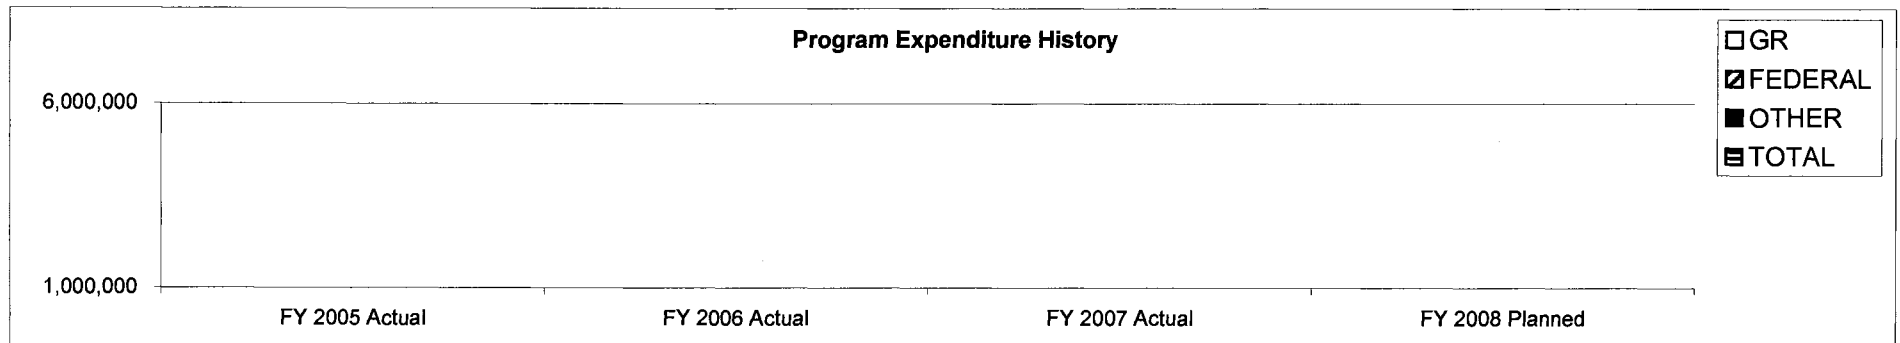 Program Expenditure History
GR
FEDERAL
OTHER
TOTAL
6,000,000
1,000,000
FY 2005 Actual
FY 2006 Actual
FY 2007 Actual
FY 2008 Planned